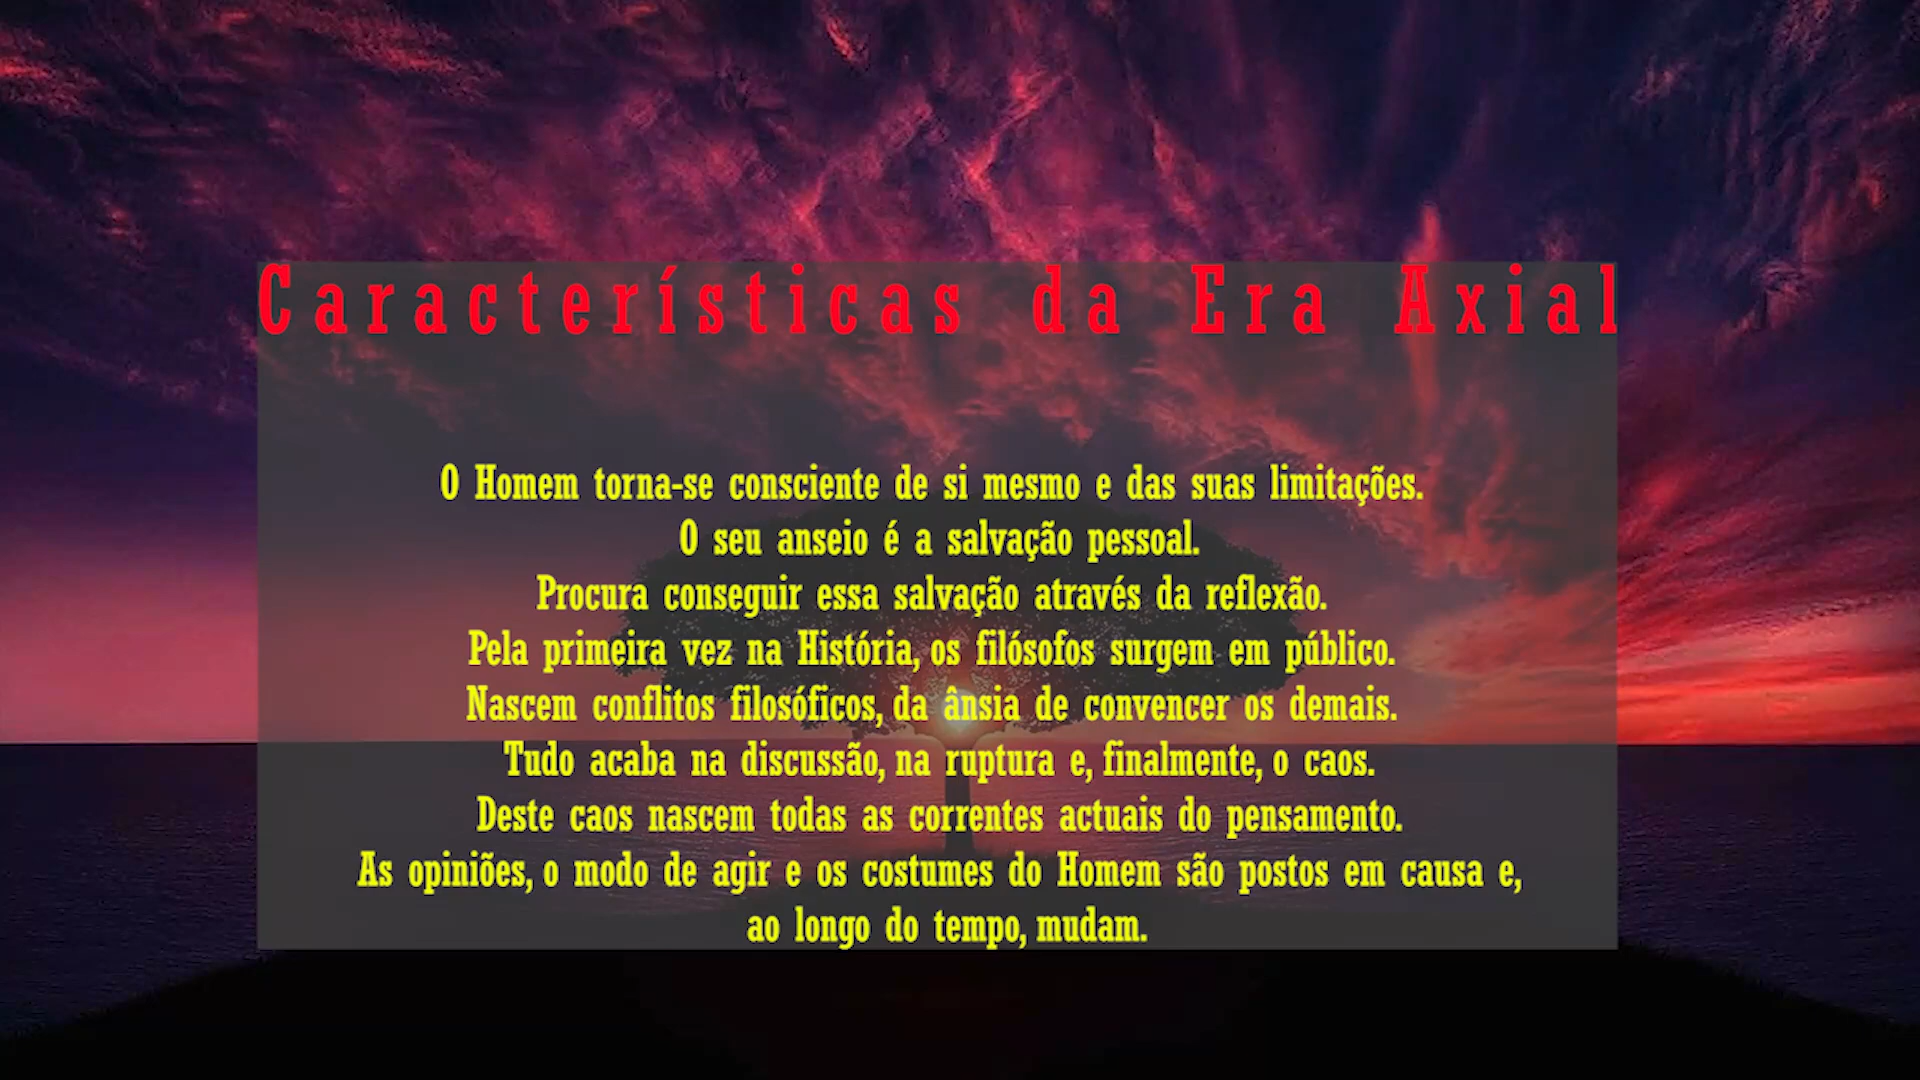 Características da Era Axial
O Homem torna-se consciente de si mesmo e das suas limitações.
O seu anseio é a salvação pessoal.
Procura conseguir essa salvação através da reflexão.
Pela primeira vez na História, os filósofos surgem em público.
Nascem conflitos filosóficos, da ânsia de convencer os demais.
Tudo acaba na discussão, na ruptura e, finalmente, o caos.
Deste caos nascem todas as correntes actuais do pensamento.
As opiniões, o modo de agir e os costumes do Homem são postos em causa e,
ao longo do tempo, mudam.